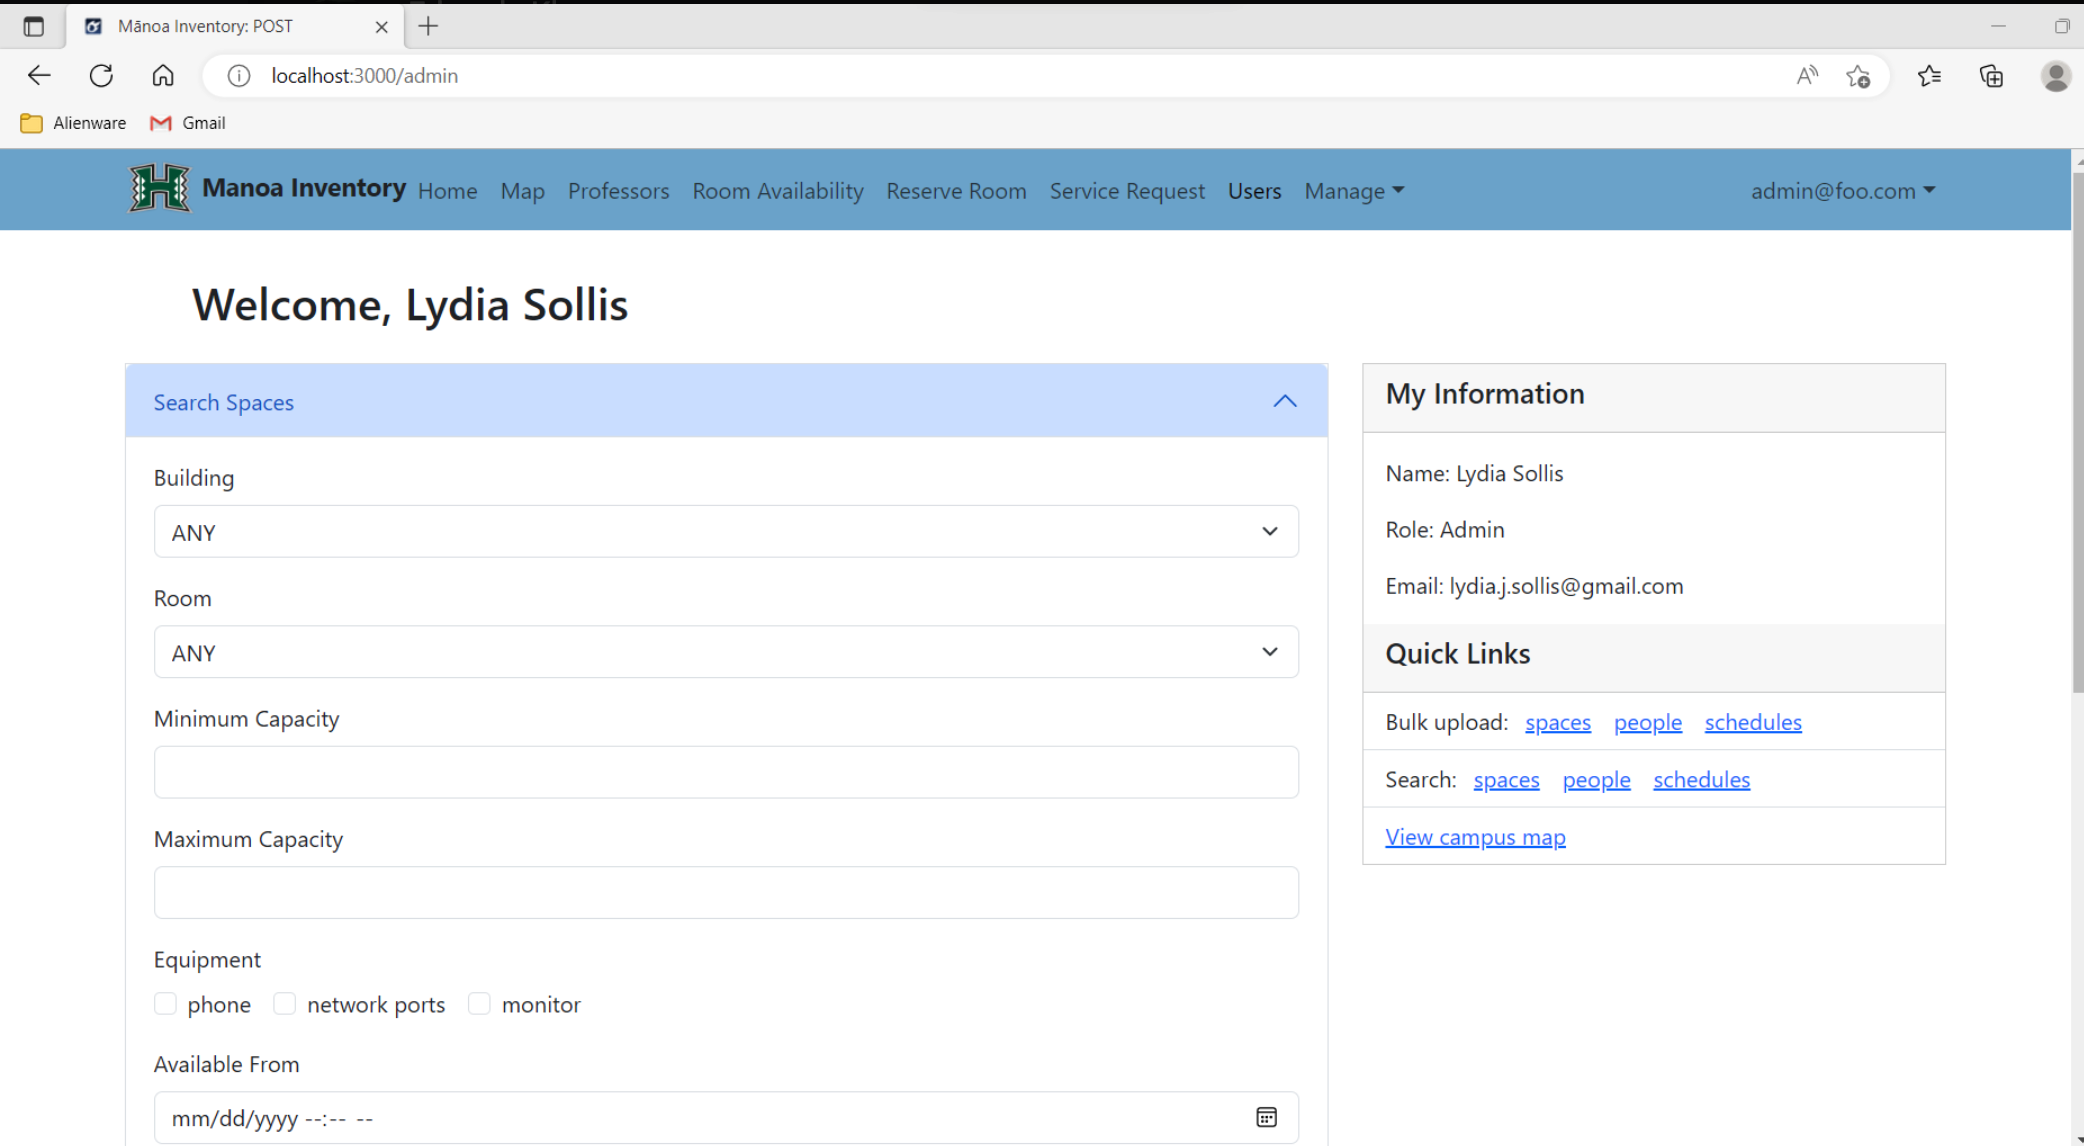 Mānoa Inventory: POST
localhost:3000/admin
Alienware Gmail
Manoa Inventory Home Map Professors Room Availability Reserve Room Service Request Users Manage admin@foo.com
Welcome, Lydia Sollis
Search Spaces
Building
ANY
Room
ANY
Minimum Capacity
Maximum Capacity
Equipment
phone network ports monitor
Available From
mm/dd/yyyy --:-- --
My Information
Name: Lydia Sollis
Role: Admin
Email: lydia.j.sollis@gmail.com
Quick Links
Bulk upload: spaces people schedules
Search: spaces people schedules
View campus map